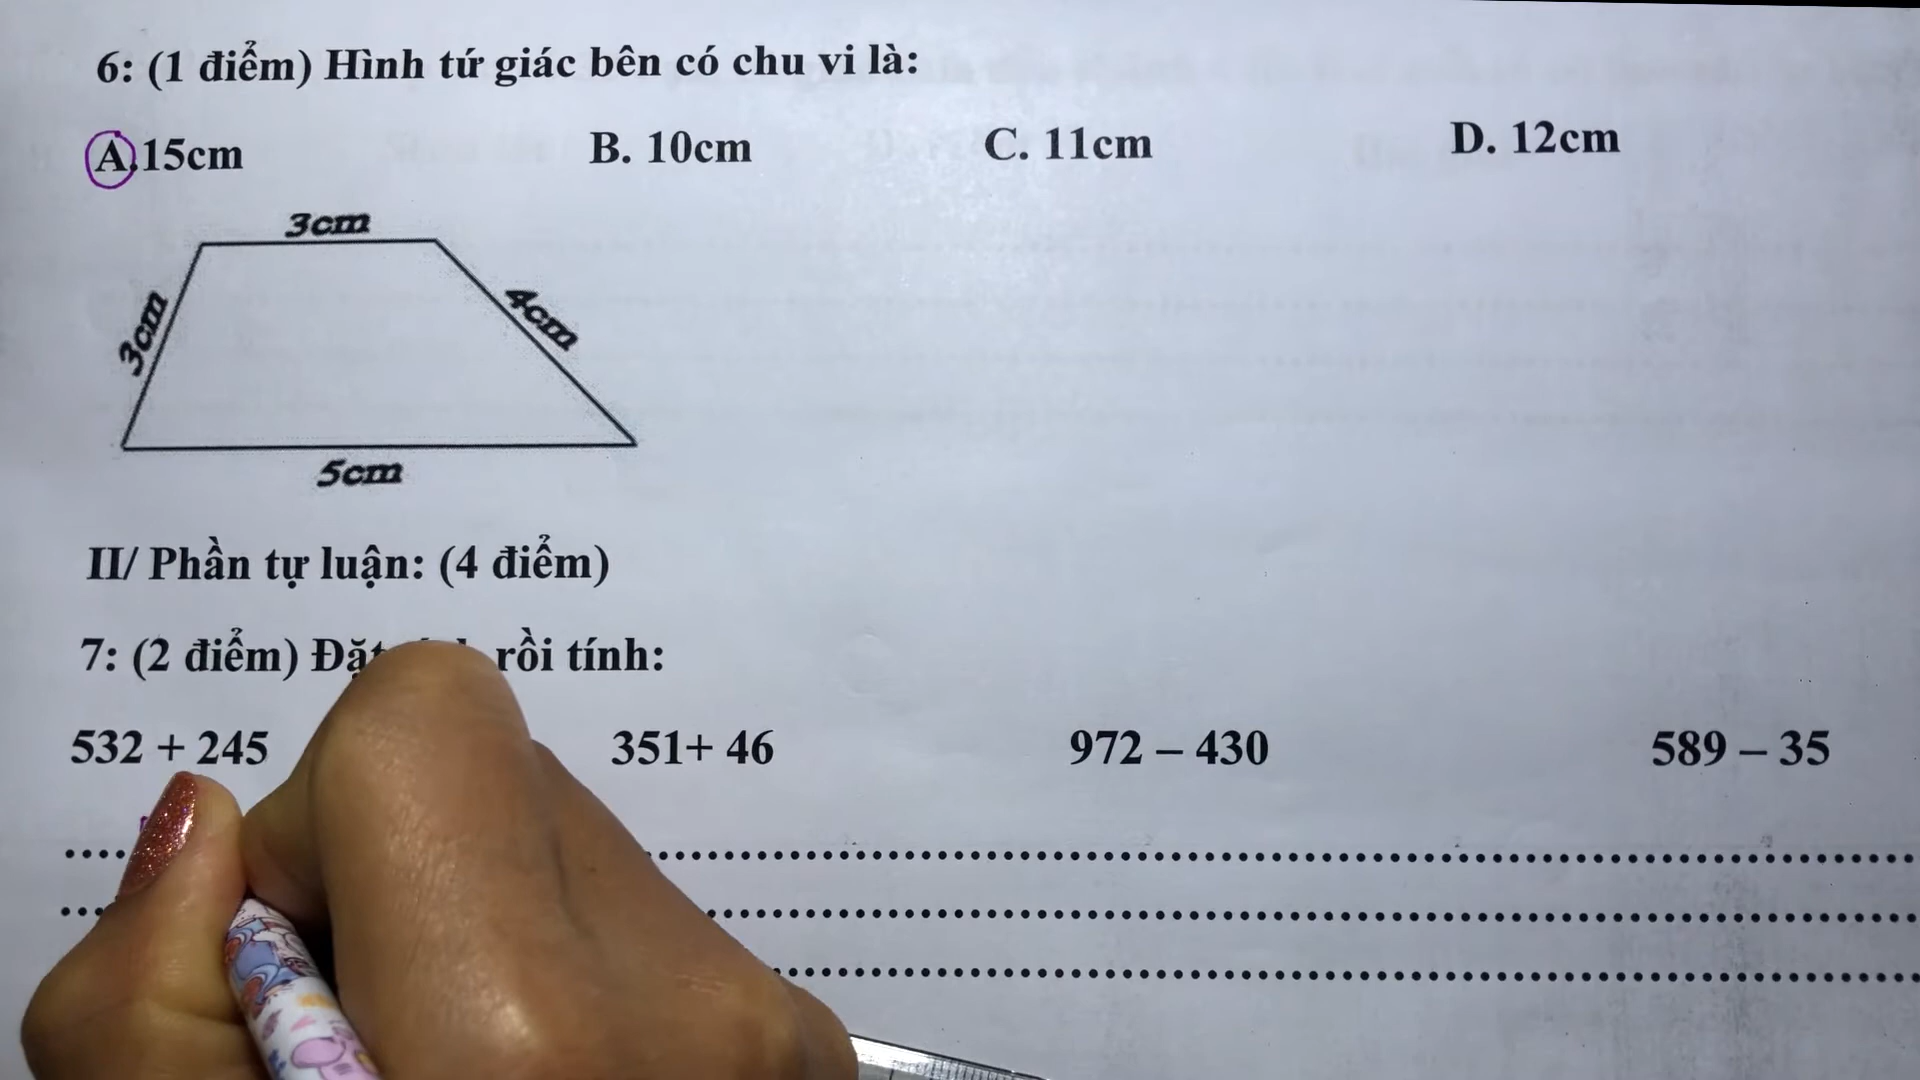 6: (1 điểm) Hình tứ giác bên có chu vi là:
A.15cm B. 10cm C. 11cm D. 12cm
3cm
3cm
4cm
5cm
II/ Phần tự luận: (4 điểm)
7: (2 điểm) Đặt rồi tính:
532 + 245 351+ 46 972 – 430 589 – 35